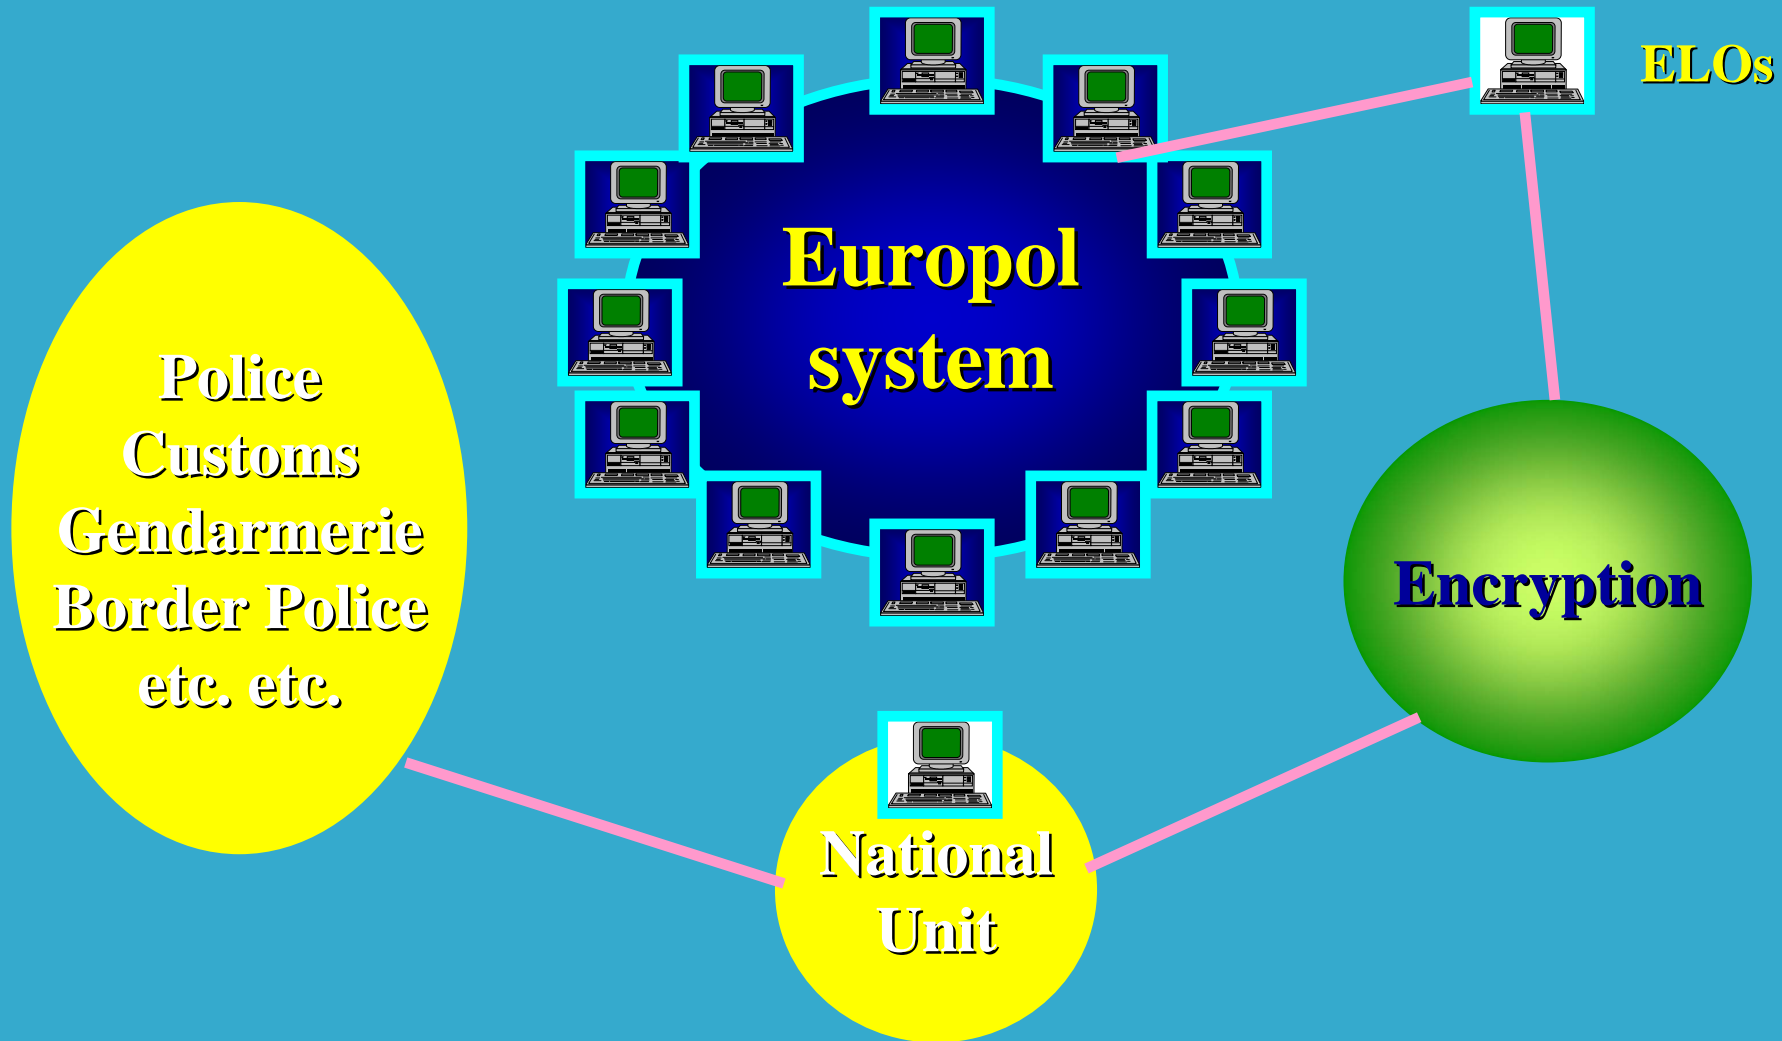 ELOs
Europol
system
Police
Customs
Gendarmerie
Border Police
etc. etc.
Encryption
National
Unit